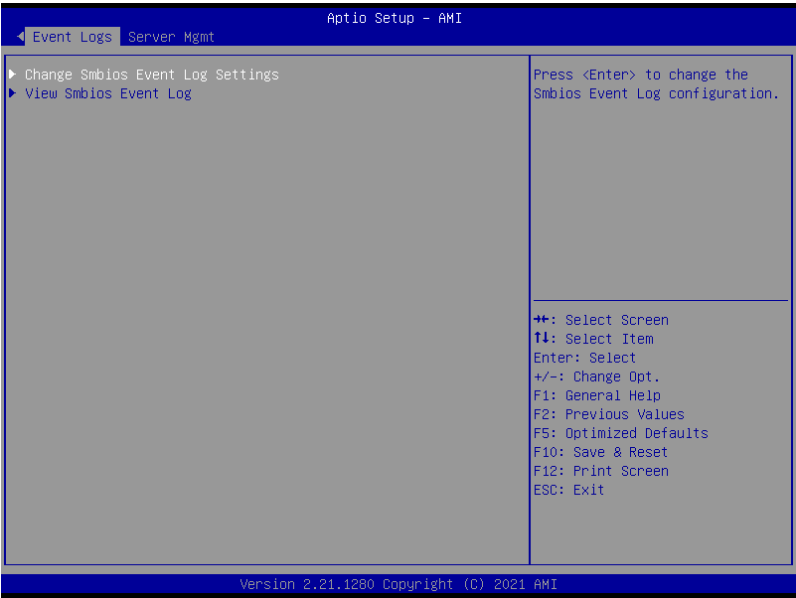 Aptio Setup - AMI
Event Logs Server Mgmt
Change Smbios Event Log Settings
View Smbios Event Log
Press <Enter> to change the
Smbios Event Log configuration.
→←: Select Screen
↑↓: Select Item
Enter: Select
+/-: Change Opt.
F1: General Help
F2: Previous Values
F5: Optimized Defaults
F10: Save & Reset
F12: Print Screen
ESC: Exit
Version 2.21.1280 Copyright (C) 2021 AMI